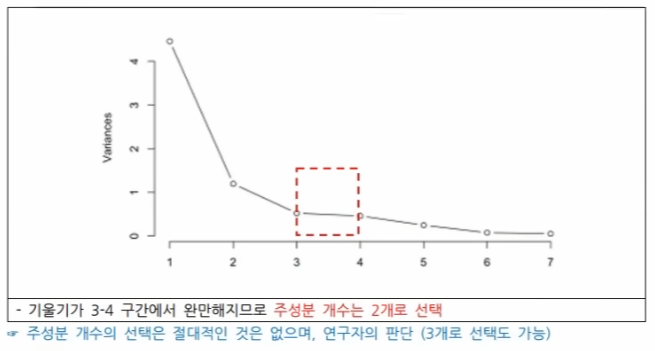 4
3
2
1
0
Variances
1 2 3 4 5 6 7
- 기울기가 3-4 구간에서 완만해지므로 주성분 개수는 2개로 선택
☞ 주성분 개수의 선택은 절대적인 것은 없으며, 연구자의 판단 (3개로 선택도 가능)